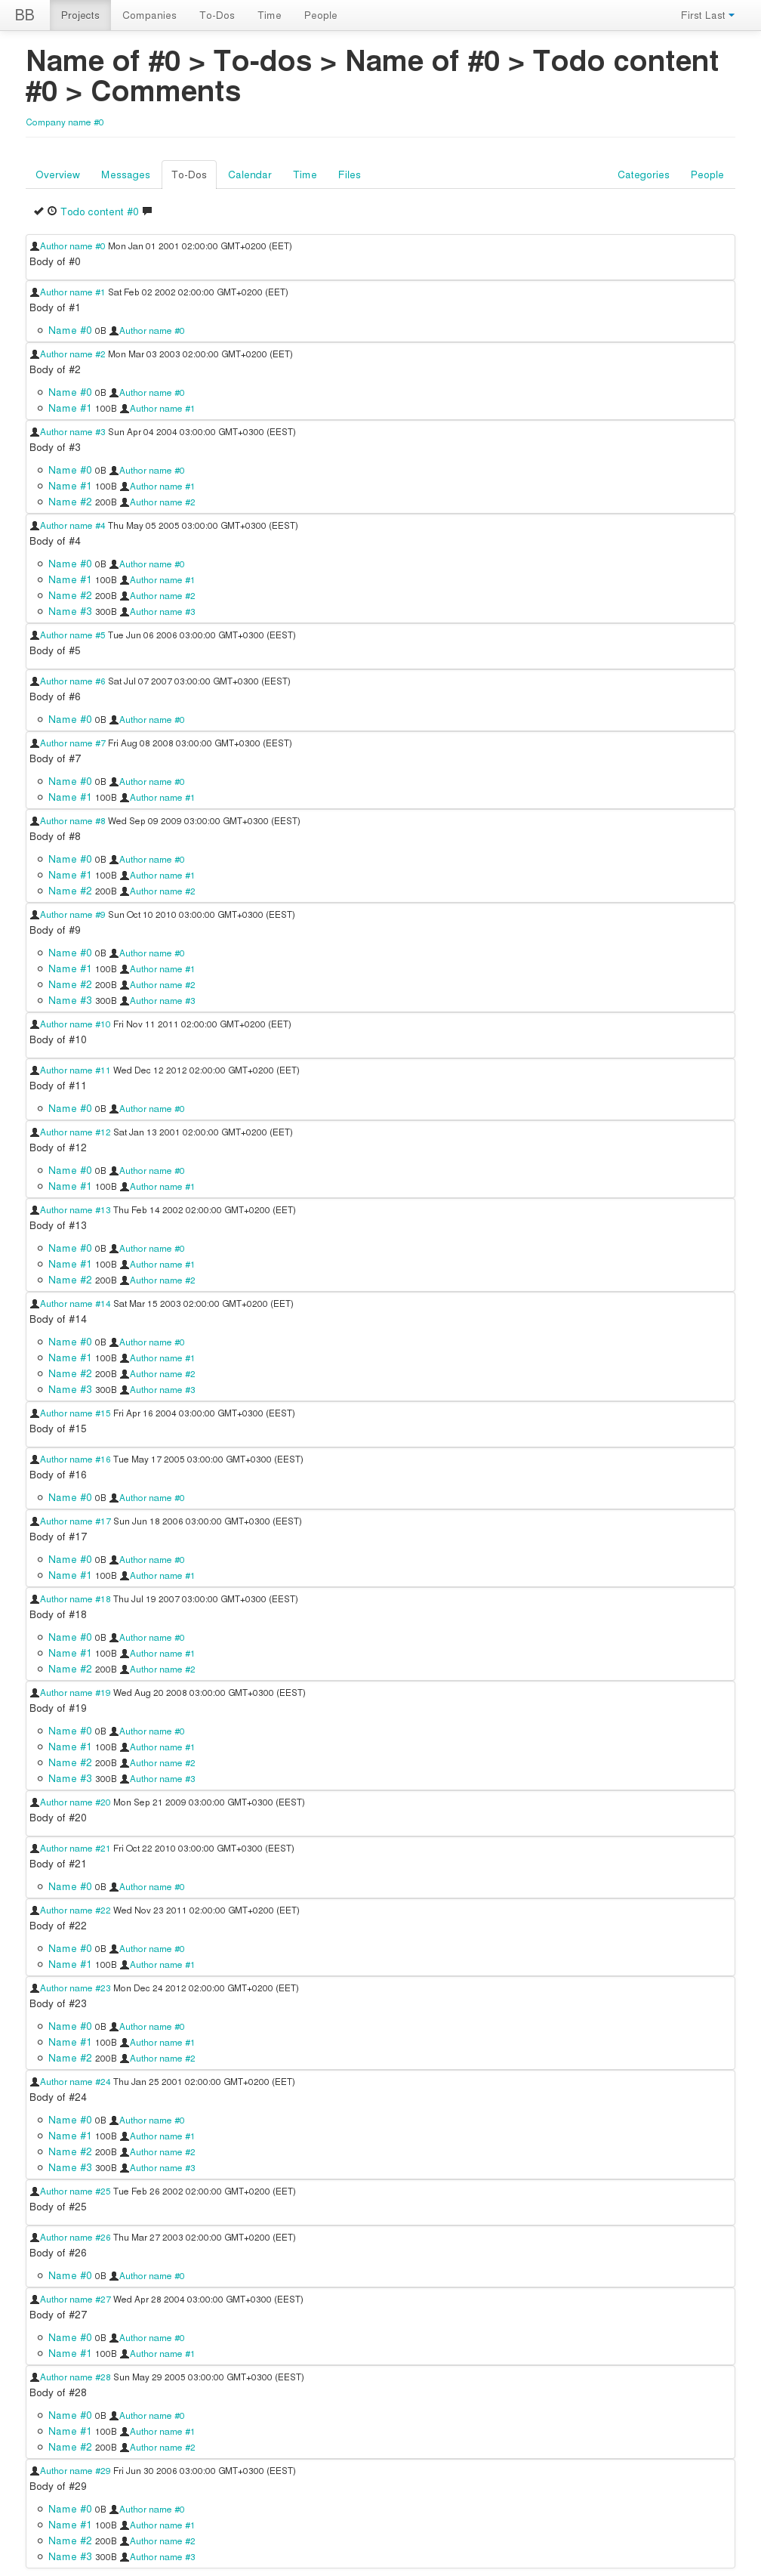 BB Projects Companies To-Dos Time People First Last
Name of #0 > To-dos > Name of #0 > Todo content
#0 > Comments
Company name #0
Overview Messages To-Dos Calendar Time Files Categories People
Todo content #0
Author name #0 Mon Jan 01 2001 02:00:00 GMT+0200 (EET)
Body of #0
Author name #1 Sat Feb 02 2002 02:00:00 GMT+0200 (EET)
Body of #1
Name #0 0B Author name #0
Author name #2 Mon Mar 03 2003 02:00:00 GMT+0200 (EET)
Body of #2
Name #0 0B Author name #0
Name #1 100B Author name #1
Author name #3 Sun Apr 04 2004 03:00:00 GMT+0300 (EEST)
Body of #3
Name #0 0B Author name #0
Name #1 100B Author name #1
Name #2 200B Author name #2
Author name #4 Thu May 05 2005 03:00:00 GMT+0300 (EEST)
Body of #4
Name #0 0B Author name #0
Name #1 100B Author name #1
Name #2 200B Author name #2
Name #3 300B Author name #3
Author name #5 Tue Jun 06 2006 03:00:00 GMT+0300 (EEST)
Body of #5
Author name #6 Sat Jul 07 2007 03:00:00 GMT+0300 (EEST)
Body of #6
Name #0 0B Author name #0
Author name #7 Fri Aug 08 2008 03:00:00 GMT+0300 (EEST)
Body of #7
Name #0 0B Author name #0
Name #1 100B Author name #1
Author name #8 Wed Sep 09 2009 03:00:00 GMT+0300 (EEST)
Body of #8
Name #0 0B Author name #0
Name #1 100B Author name #1
Name #2 200B Author name #2
Author name #9 Sun Oct 10 2010 03:00:00 GMT+0300 (EEST)
Body of #9
Name #0 0B Author name #0
Name #1 100B Author name #1
Name #2 200B Author name #2
Name #3 300B Author name #3
Author name #10 Fri Nov 11 2011 02:00:00 GMT+0200 (EET)
Body of #10
Author name #11 Wed Dec 12 2012 02:00:00 GMT+0200 (EET)
Body of #11
Name #0 0B Author name #0
Author name #12 Sat Jan 13 2001 02:00:00 GMT+0200 (EET)
Body of #12
Name #0 0B Author name #0
Name #1 100B Author name #1
Author name #13 Thu Feb 14 2002 02:00:00 GMT+0200 (EET)
Body of #13
Name #0 0B Author name #0
Name #1 100B Author name #1
Name #2 200B Author name #2
Author name #14 Sat Mar 15 2003 02:00:00 GMT+0200 (EET)
Body of #14
Name #0 0B Author name #0
Name #1 100B Author name #1
Name #2 200B Author name #2
Name #3 300B Author name #3
Author name #15 Fri Apr 16 2004 03:00:00 GMT+0300 (EEST)
Body of #15
Author name #16 Tue May 17 2005 03:00:00 GMT+0300 (EEST)
Body of #16
Name #0 0B Author name #0
Author name #17 Sun Jun 18 2006 03:00:00 GMT+0300 (EEST)
Body of #17
Name #0 0B Author name #0
Name #1 100B Author name #1
Author name #18 Thu Jul 19 2007 03:00:00 GMT+0300 (EEST)
Body of #18
Name #0 0B Author name #0
Name #1 100B Author name #1
Name #2 200B Author name #2
Author name #19 Wed Aug 20 2008 03:00:00 GMT+0300 (EEST)
Body of #19
Name #0 0B Author name #0
Name #1 100B Author name #1
Name #2 200B Author name #2
Name #3 300B Author name #3
Author name #20 Mon Sep 21 2009 03:00:00 GMT+0300 (EEST)
Body of #20
Author name #21 Fri Oct 22 2010 03:00:00 GMT+0300 (EEST)
Body of #21
Name #0 0B Author name #0
Author name #22 Wed Nov 23 2011 02:00:00 GMT+0200 (EET)
Body of #22
Name #0 0B Author name #0
Name #1 100B Author name #1
Author name #23 Mon Dec 24 2012 02:00:00 GMT+0200 (EET)
Body of #23
Name #0 0B Author name #0
Name #1 100B Author name #1
Name #2 200B Author name #2
Author name #24 Thu Jan 25 2001 02:00:00 GMT+0200 (EET)
Body of #24
Name #0 0B Author name #0
Name #1 100B Author name #1
Name #2 200B Author name #2
Name #3 300B Author name #3
Author name #25 Tue Feb 26 2002 02:00:00 GMT+0200 (EET)
Body of #25
Author name #26 Thu Mar 27 2003 02:00:00 GMT+0200 (EET)
Body of #26
Name #0 0B Author name #0
Author name #27 Wed Apr 28 2004 03:00:00 GMT+0300 (EEST)
Body of #27
Name #0 0B Author name #0
Name #1 100B Author name #1
Author name #28 Sun May 29 2005 03:00:00 GMT+0300 (EEST)
Body of #28
Name #0 0B Author name #0
Name #1 100B Author name #1
Name #2 200B Author name #2
Author name #29 Fri Jun 30 2006 03:00:00 GMT+0300 (EEST)
Body of #29
Name #0 0B Author name #0
Name #1 100B Author name #1
Name #2 200B Author name #2
Name #3 300B Author name #3